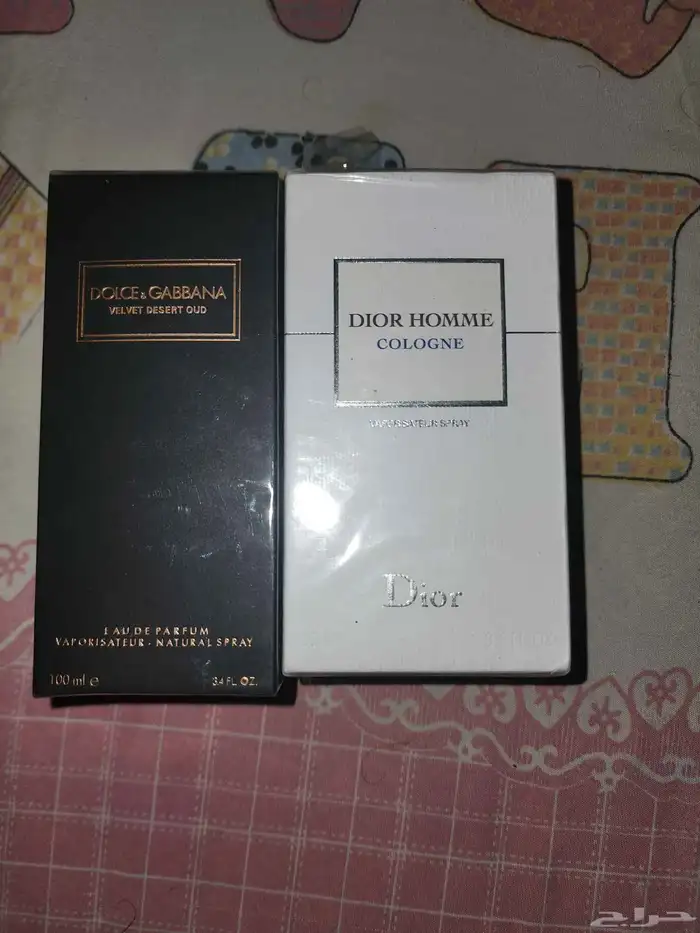 DOLCE & GABBANA
VELVET DESERT OUD
EAU DE PARFUM
VAPORISATEUR - NATURAL SPRAY
100 ml e
3.4 FL. OZ.
DIOR HOMME
COLOGNE
VAPORISATEUR SPRAY
Dior
حراج